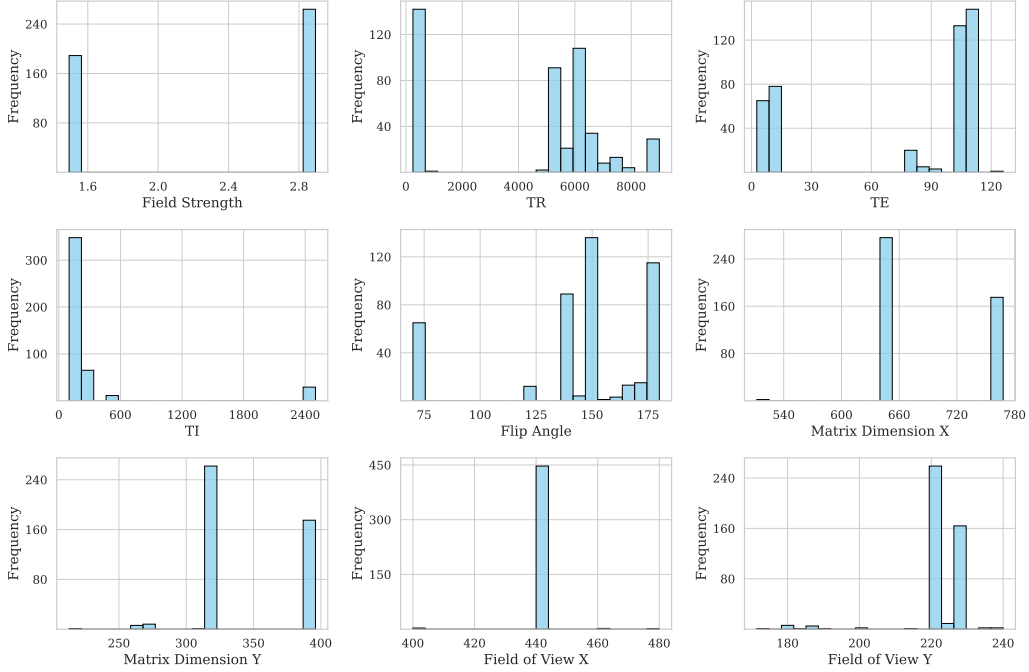 240
160
80
Frequency
1.6 2.0 2.4 2.8
Field Strength
120
80
40
Frequency
0 2000 4000 6000 8000
TR
120
80
40
Frequency
0 30 60 90 120
TE
300
200
100
Frequency
0 600 1200 1800 2400
TI
120
80
40
Frequency
75 100 125 150 175
Flip Angle
240
160
80
Frequency
540 600 660 720 780
Matrix Dimension X
240
160
80
Frequency
250 300 350 400
Matrix Dimension Y
450
300
150
Frequency
400 420 440 460 480
Field of View X
240
160
80
Frequency
180 200 220 240
Field of View Y